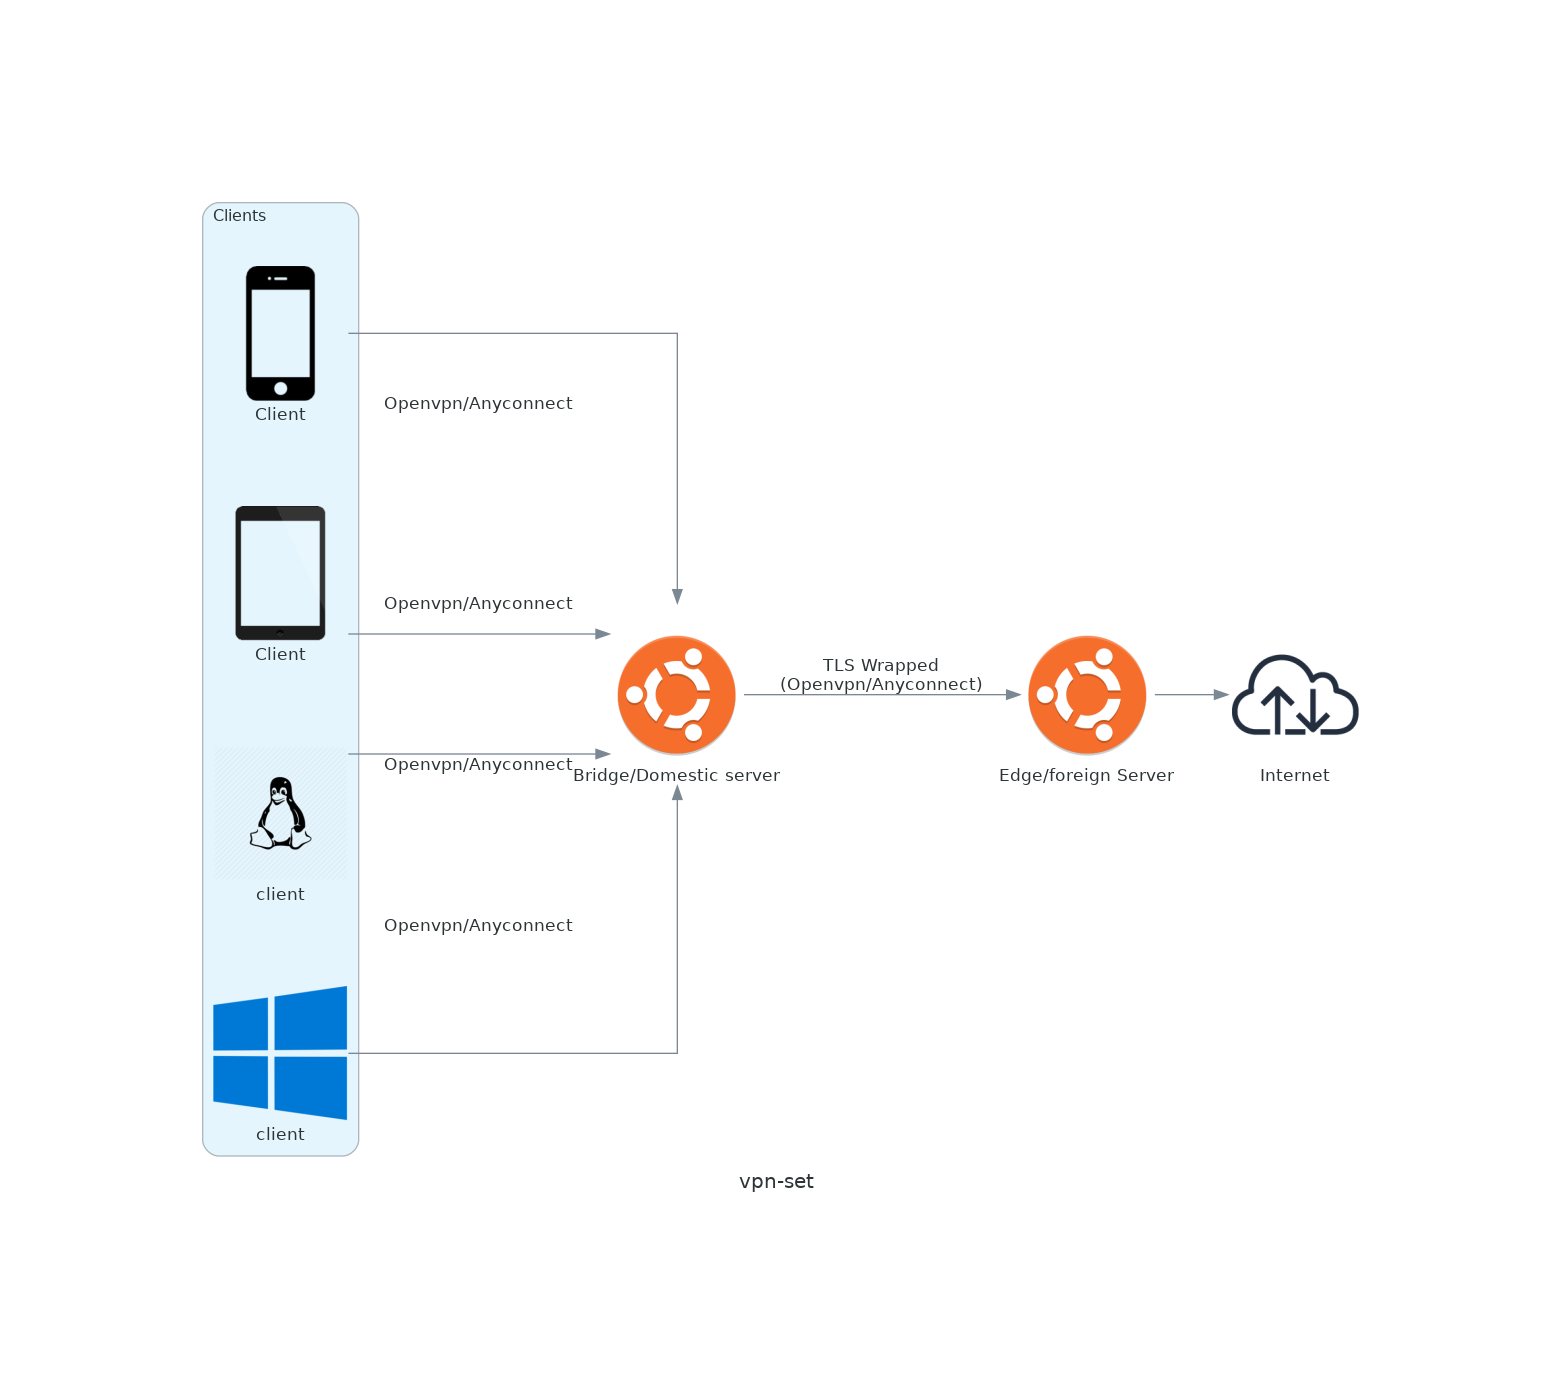 Clients
Client
Openvpn/Anyconnect
Openvpn/Anyconnect
Client
TLS Wrapped
(Openvpn/Anyconnect)
Openvpn/Anyconnect
Bridge/Domestic server
Edge/foreign Server
Internet
client
Openvpn/Anyconnect
client
vpn-set